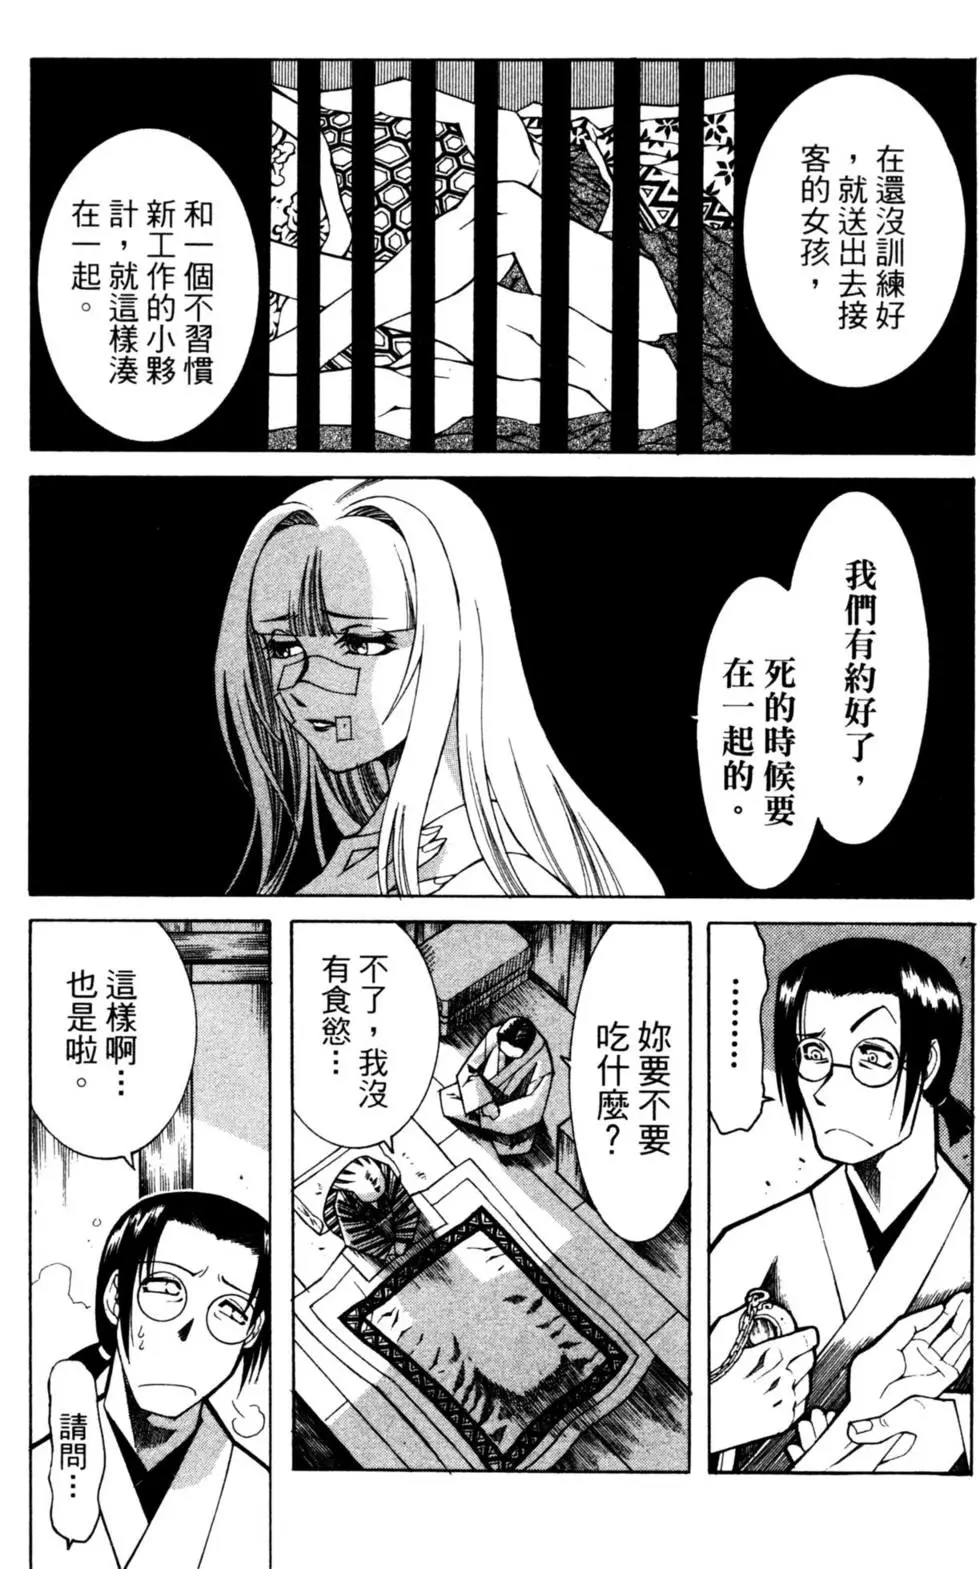 在還沒訓練好
，就送出去接
客的女孩，
和一個不習慣
新工作的小夥
計，就這樣湊
在一起。
我們有約好了，
死的時候要
在一起的。
………
妳要不要
吃什麼？
不了，我沒
有食慾…
這樣啊…
也是啦。
請問…